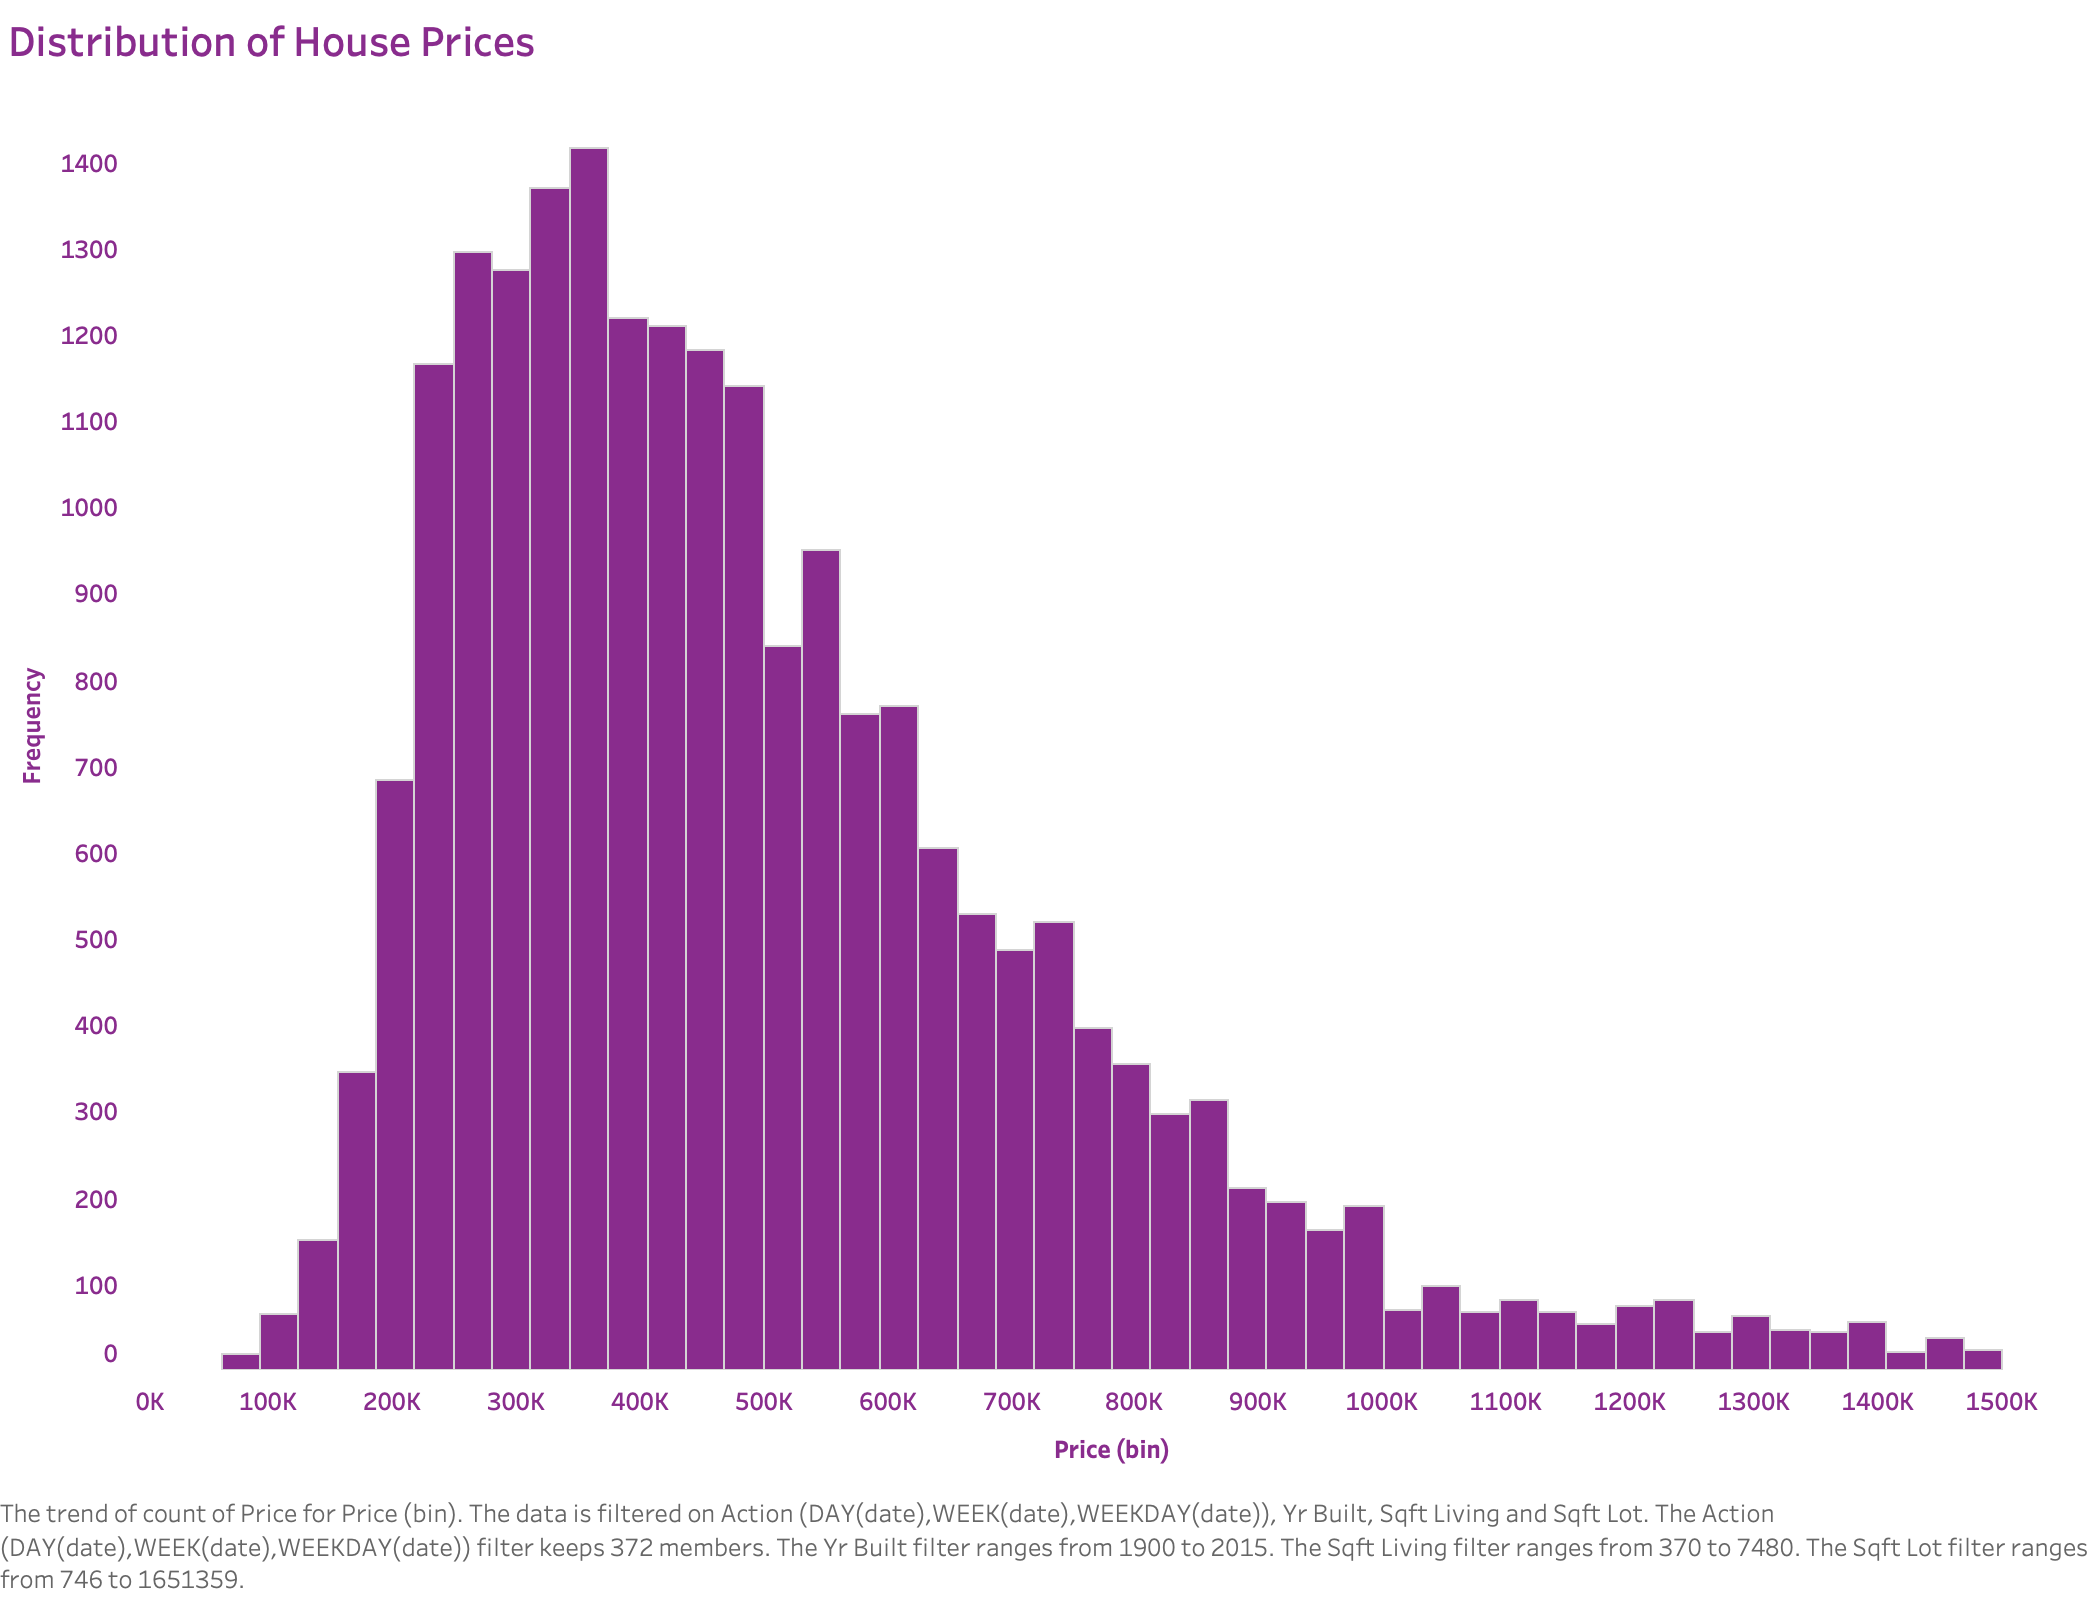 Distribution of House Prices
1400
1300
1200
1100
1000
900
800
700
600
500
400
300
200
100
0
Frequency
0K 100K 200K 300K 400K 500K 600K 700K 800K 900K 1000K 1100K 1200K 1300K 1400K 1500K
Price (bin)
The trend of count of Price for Price (bin). The data is filtered on Action (DAY(date),WEEK(date),WEEKDAY(date)), Yr Built, Sqft Living and Sqft Lot. The Action
(DAY(date),WEEK(date),WEEKDAY(date)) filter keeps 372 members. The Yr Built filter ranges from 1900 to 2015. The Sqft Living filter ranges from 370 to 7480. The Sqft Lot filter ranges
from 746 to 1651359.